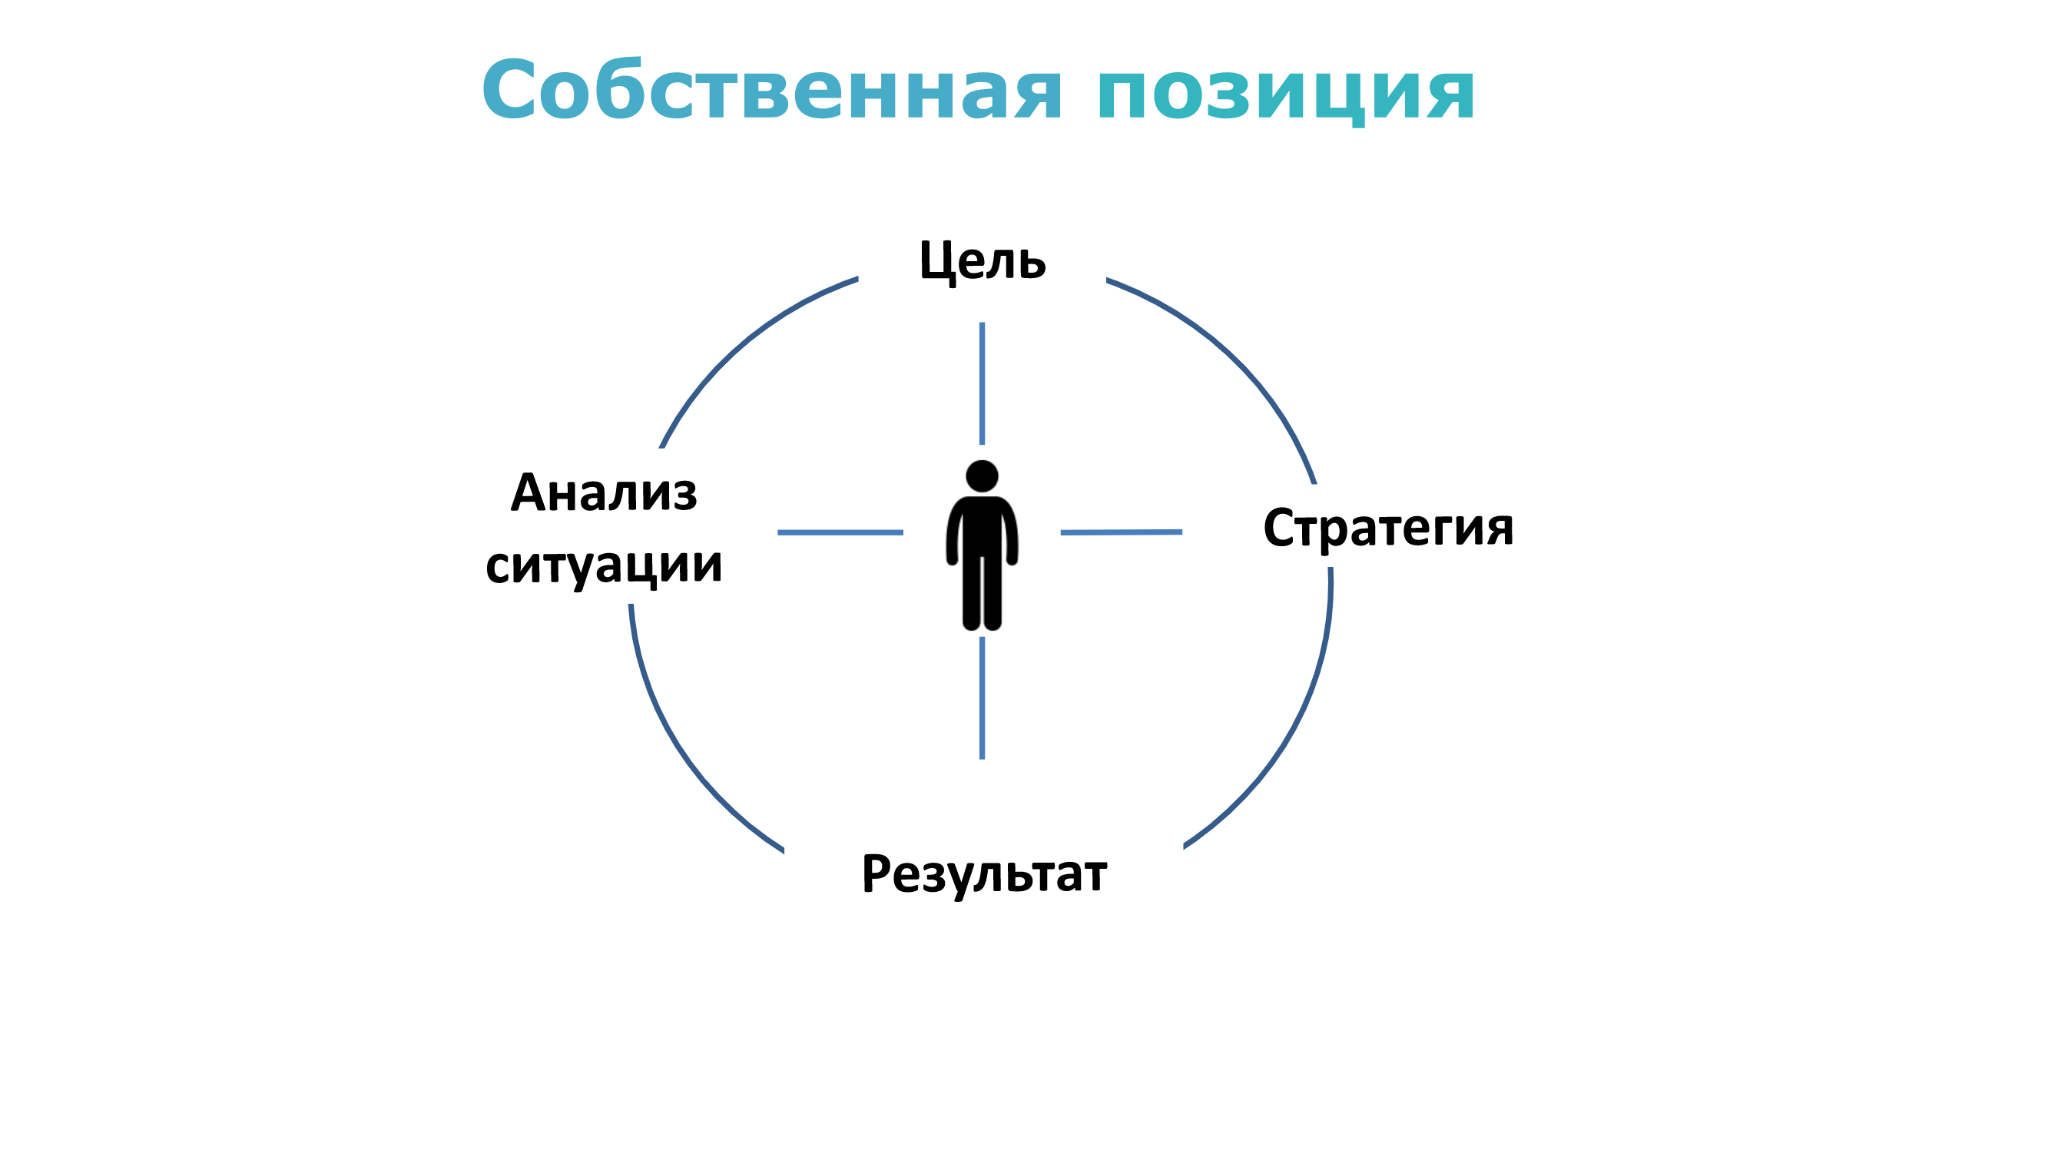 Собственная позиция
Цель
Анализ
ситуации
Стратегия
Результат